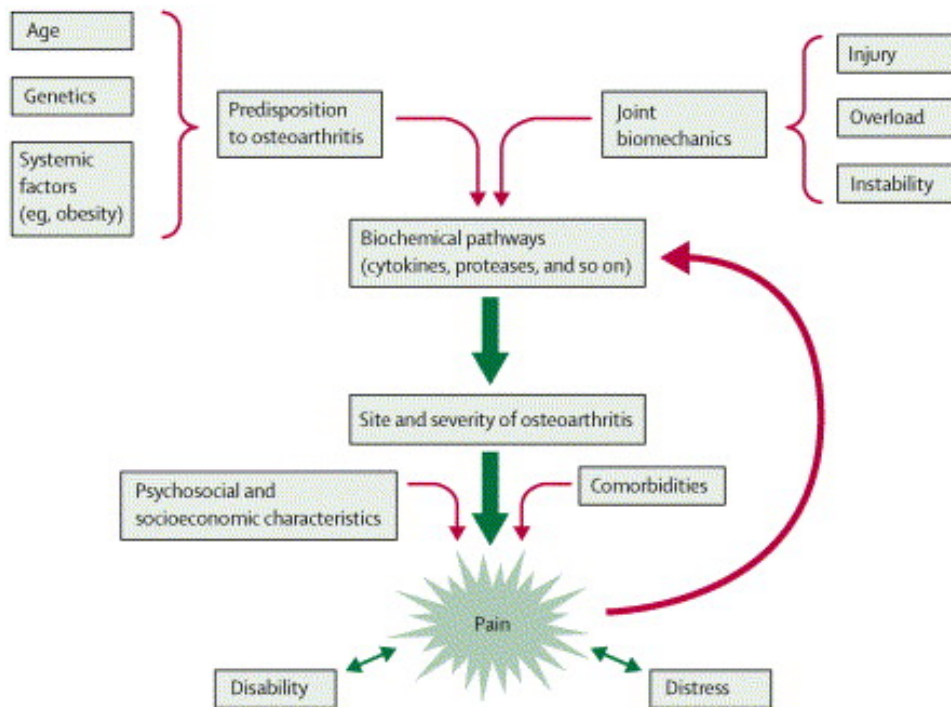 Age
Genetics
Systemic
factors
(eg, obesity)
Predisposition
to osteoarthritis
Joint
biomechanics
Injury
Overload
Instability
Biochemical pathways
(cytokines, proteases, and so on)
Site and severity of osteoarthritis
Psychosocial and
socioeconomic characteristics
Comorbidities
Pain
Disability
Distress